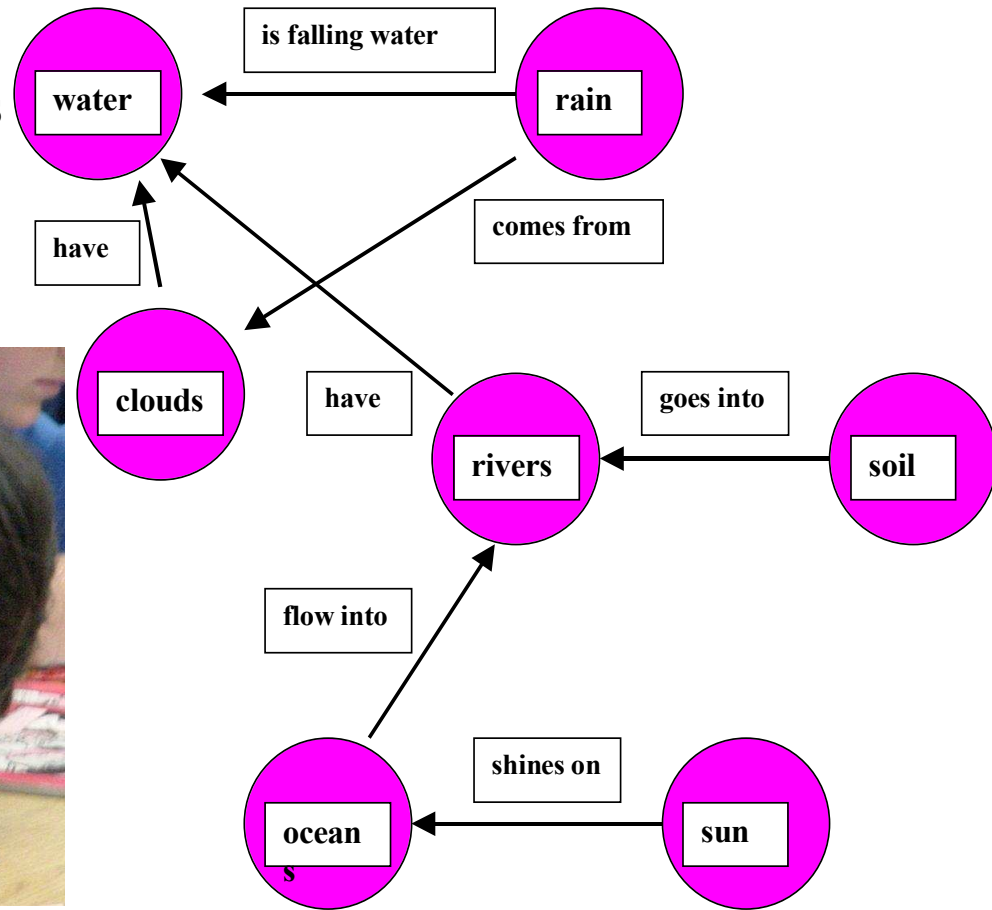 is falling water
water
rain
comes from
have
clouds
have
goes into
rivers
soil
flow into
shines on
ocean
s
sun